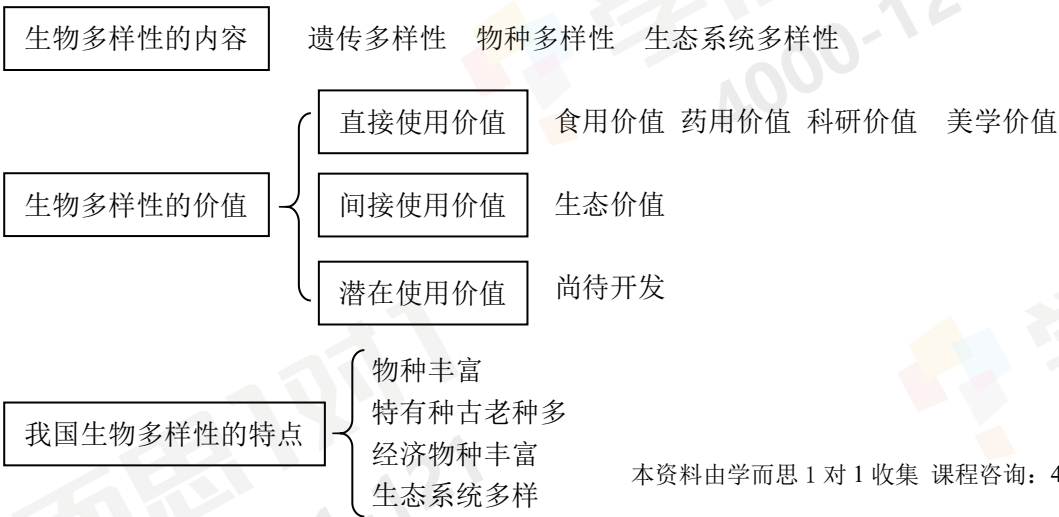 生物多样性的内容 遗传多样性 物种多样性 生态系统多样性
直接使用价值 食用价值 药用价值 科研价值 美学价值
生物多样性的价值 间接使用价值 生态价值
潜在使用价值 尚待开发
物种丰富
特有种古老种多
我国生物多样性的特点
经济物种丰富
生态系统多样
本资料由学而思 1 对 1 收集 课程咨询：4